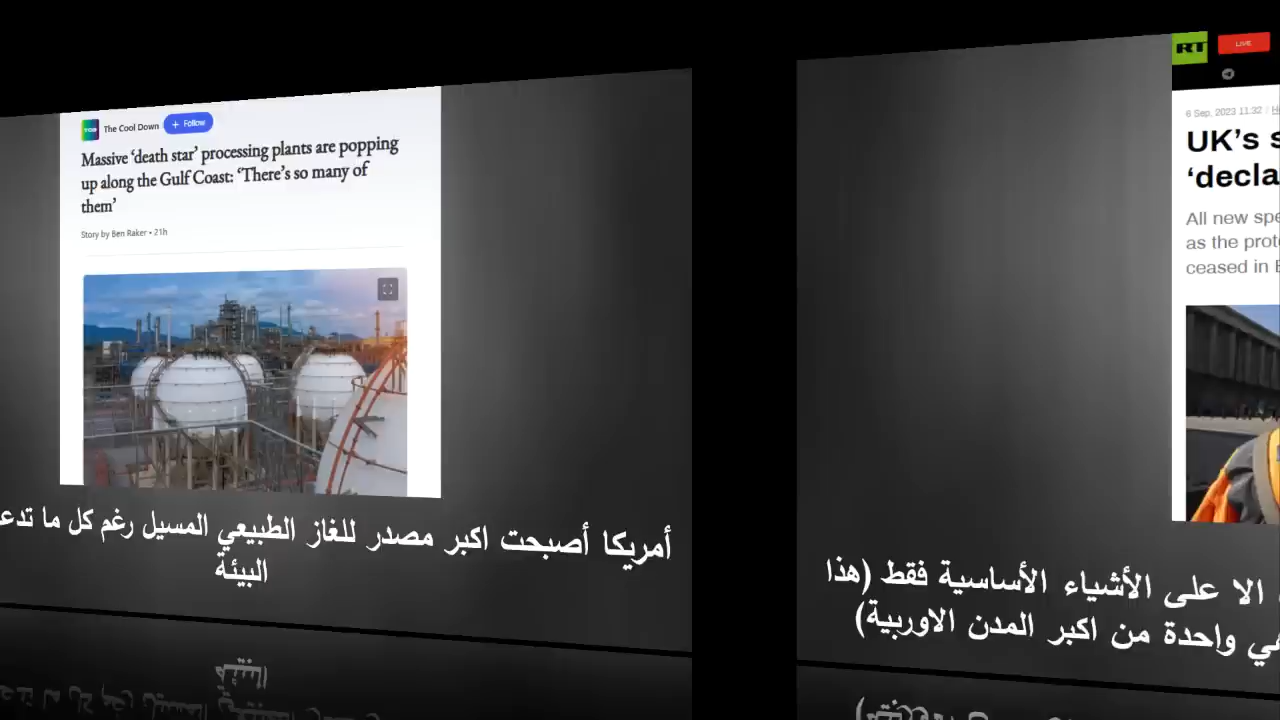 TCD
The Cool Down
+ Follow
Massive ‘death star’ processing plants are popping
up along the Gulf Coast: ‘There’s so many of
them’
Story by Ben Raker • 21h
أمريكا أصبحت اكبر مصدر للغاز الطبيعي المسيل رغم كل ما
البيئة
RT
LIVE
6 Sep, 2023 11:32
UK’s
‘decla
All new spe
as the prot
ceased in
الا على الأشياء الأساسية فقط (هذا
واحدة من اكبر المدن الاوربية)